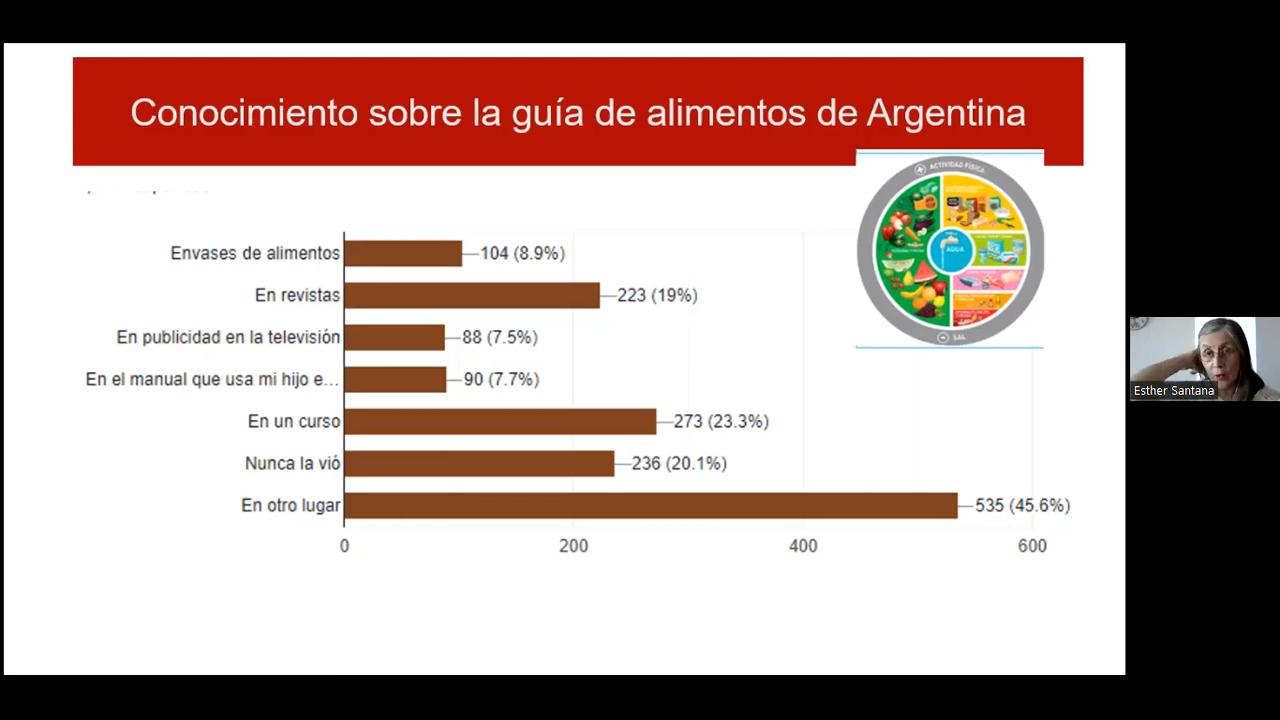 Conocimiento sobre la guía de alimentos de Argentina
ACTIVIDAD FÍSICA
AGUA
SAL
Envases de alimentos
104 (8.9%)
En revistas
223 (19%)
En publicidad en la televisión
88 (7.5%)
En el manual que usa mi hijo e...
90 (7.7%)
En un curso
273 (23.3%)
Nunca la vió
236 (20.1%)
En otro lugar
535 (45.6%)
0 200 400 600
Esther Santana